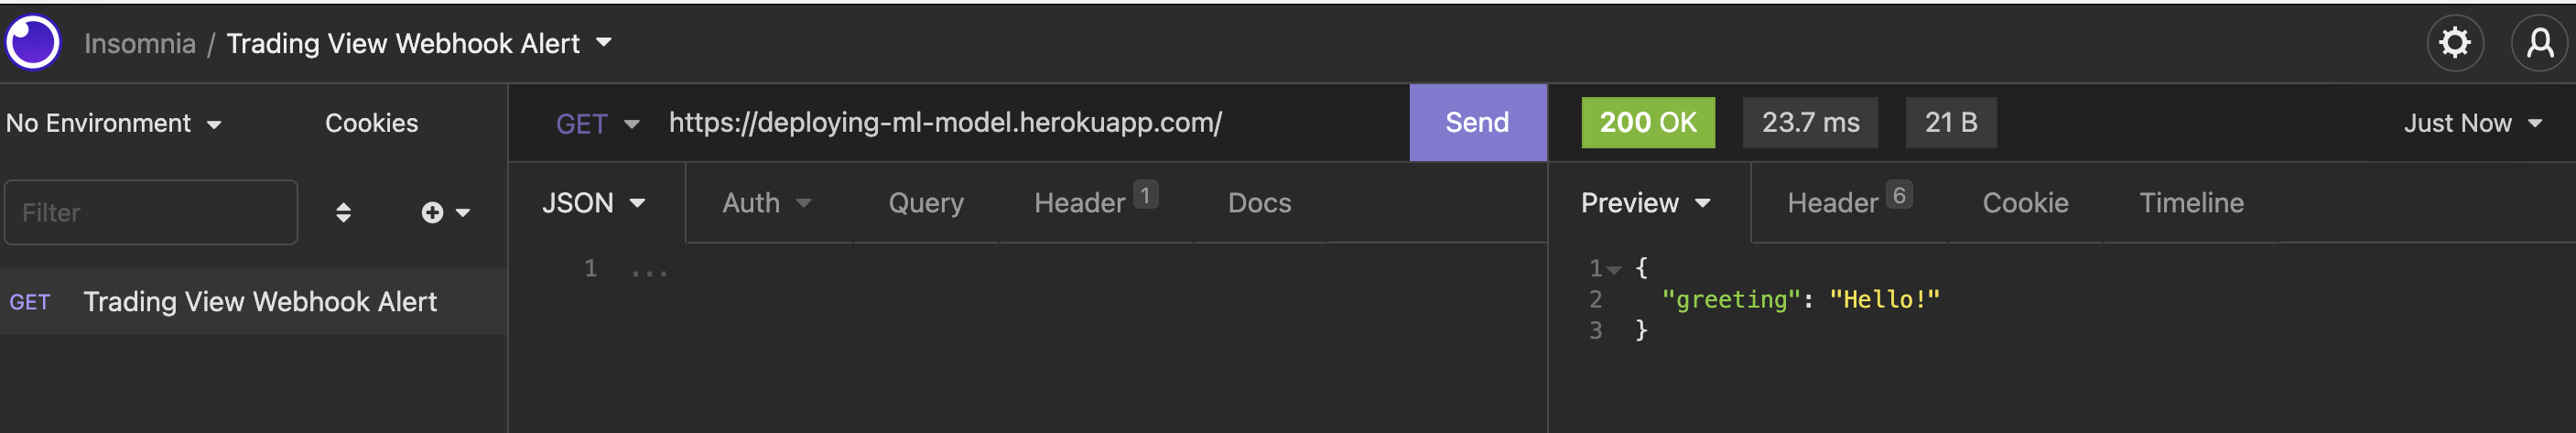 Insomnia / Trading View Webhook Alert
No Environment
Cookies
GET https://deploying-ml-model.herokuapp.com/
Send
200 OK
23.7 ms
21 B
Just Now
Filter
JSON
Auth
Query
Header 1
Docs
Preview
Header 6
Cookie
Timeline
GET Trading View Webhook Alert
1 ...
1 {
2 "greeting": "Hello!"
3 }